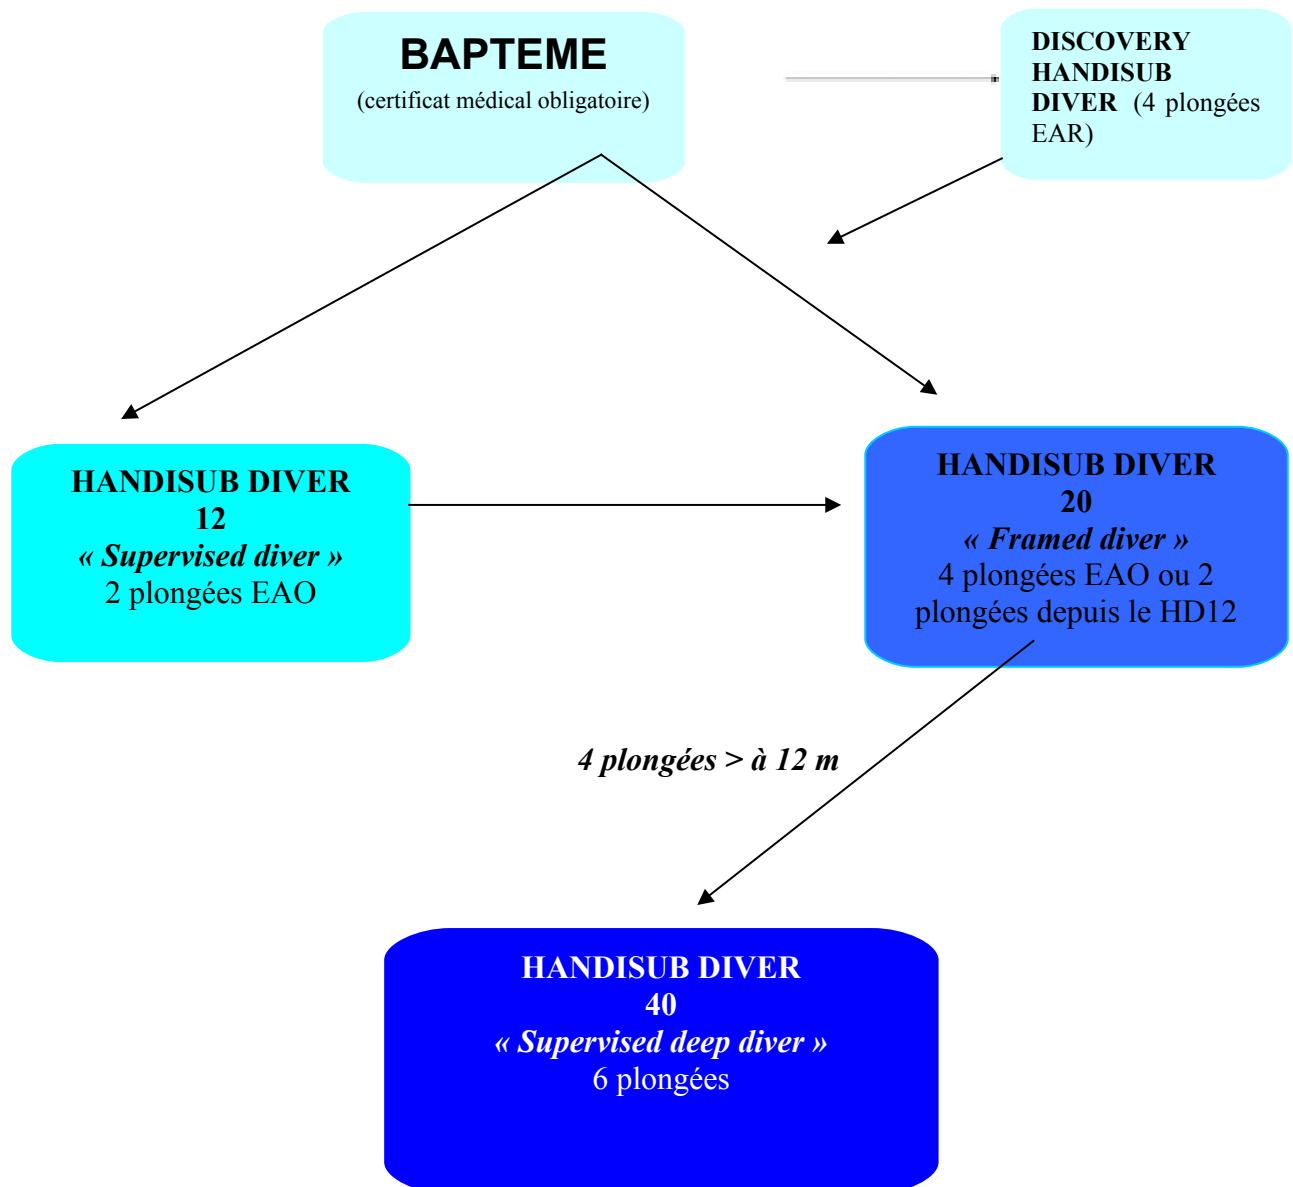 BAPTEME
(certificat médical obligatoire)
DISCOVERY
HANDISUB
DIVER (4 plongées
EAR)
HANDISUB DIVER
12
« Supervised diver »
2 plongées EAO
HANDISUB DIVER
20
« Framed diver »
4 plongées EAO ou 2
plongées depuis le HD12
4 plongées > à 12 m
HANDISUB DIVER
40
« Supervised deep diver »
6 plongées